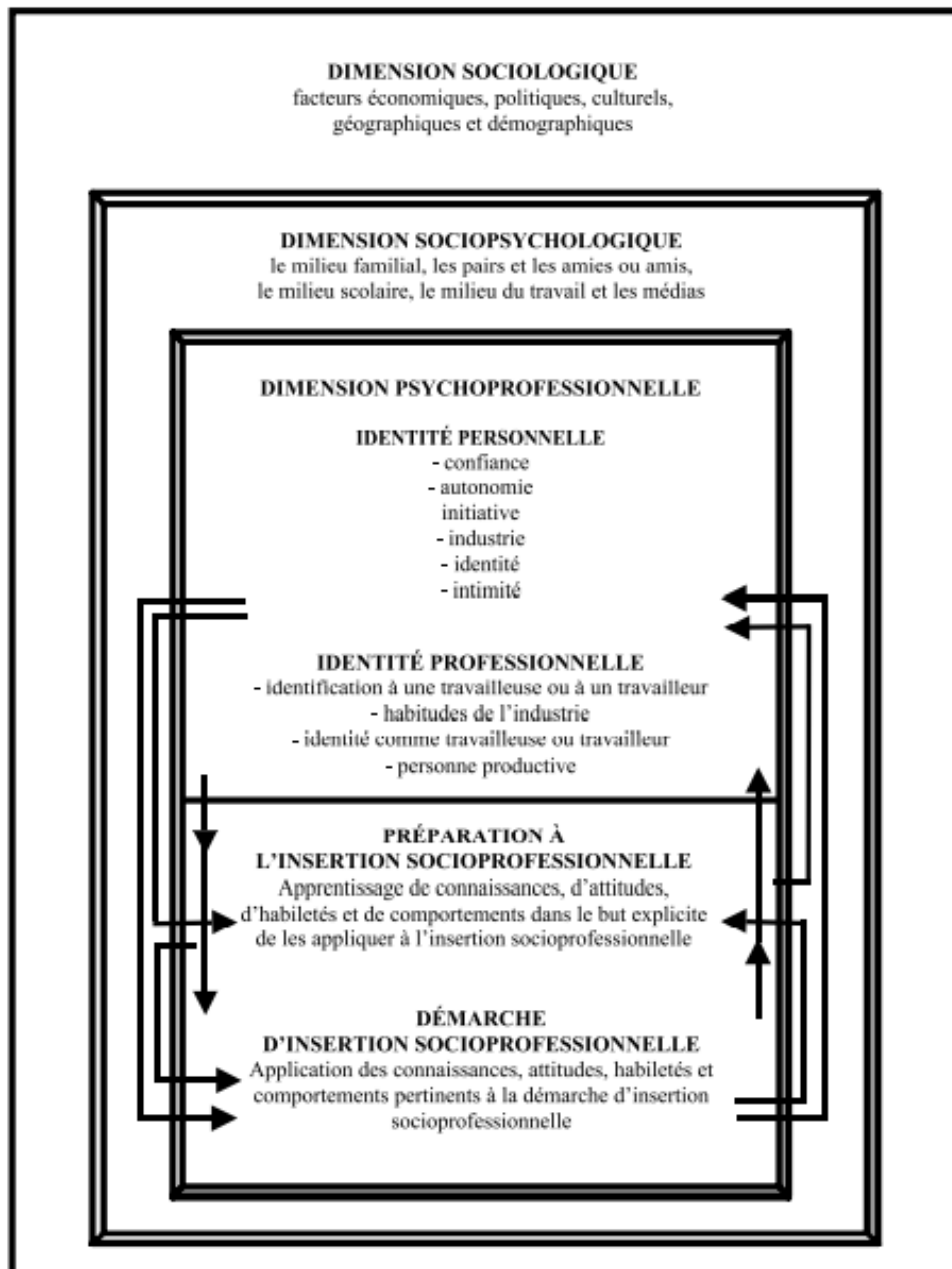 DIMENSION SOCIOLOGIQUE
facteurs économiques, politiques, culturels,
géographiques et démographiques
DIMENSION SOCIOPSYCHOLOGIQUE
le milieu familial, les pairs et les amies ou amis,
le milieu scolaire, le milieu du travail et les médias
DIMENSION PSYCHOPROFESSIONNELLE
IDENTITÉ PERSONNELLE
- confiance
- autonomie
initiative
- industrie
- identité
- intimité
IDENTITÉ PROFESSIONNELLE
- identification à une travailleuse ou à un travailleur
- habitudes de l'industrie
- identité comme travailleuse ou travailleur
- personne productive
PRÉPARATION À
L'INSERTION SOCIOPROFESSIONNELLE
Apprentissage de connaissances, d'attitudes,
d'habiletés et de comportements dans le but explicite
de les appliquer à l'insertion socioprofessionnelle
DÉMARCHE
D'INSERTION SOCIOPROFESSIONNELLE
Application des connaissances, attitudes, habiletés et
comportements pertinents à la démarche d'insertion
socioprofessionnelle